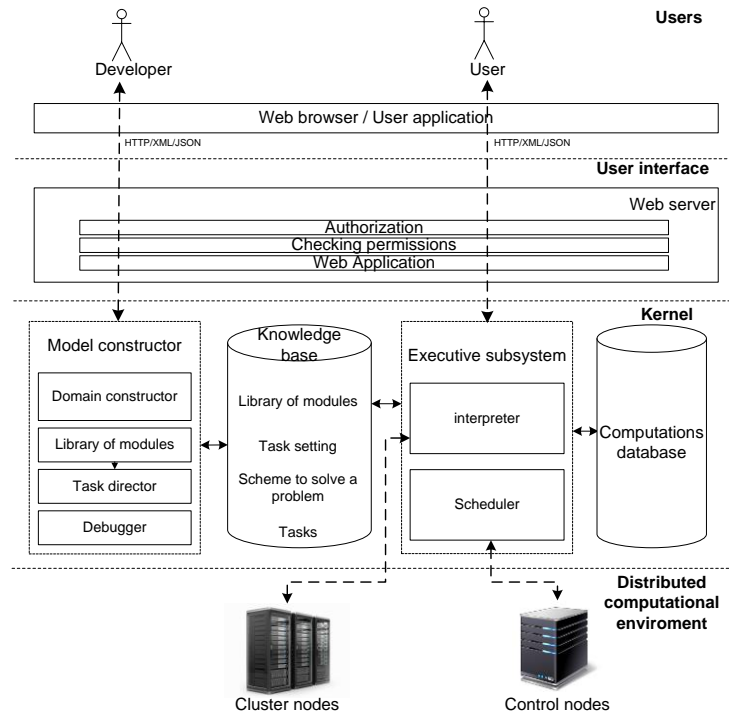 Users
Developer
User
Web browser / User application
HTTP/XML/JSON
HTTP/XML/JSON
User interface
Web server
Authorization
Checking permissions
Web Application
Kernel
Model constructor
Domain constructor
Library of modules
Task director
Debugger
Knowledge
base
Library of modules
Task setting
Scheme to solve a
problem
Tasks
Executive subsystem
interpreter
Scheduler
Computations
database
Distributed
computational
enviroment
Cluster nodes
Control nodes